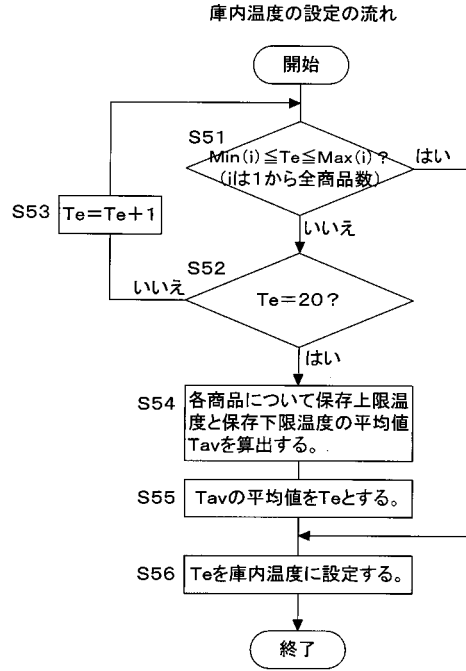 庫内温度の設定の流れ
開始
S51
Min(i)≦Te≦Max(i)?
(iは1から全商品数)
はい
S53
Te=Te+1
いいえ
S52
いいえ
Te=20?
はい
S54
各商品について保存上限温
度と保存下限温度の平均値
Tavを算出する。
S55
Tavの平均値をTeとする。
S56
Teを庫内温度に設定する。
終了